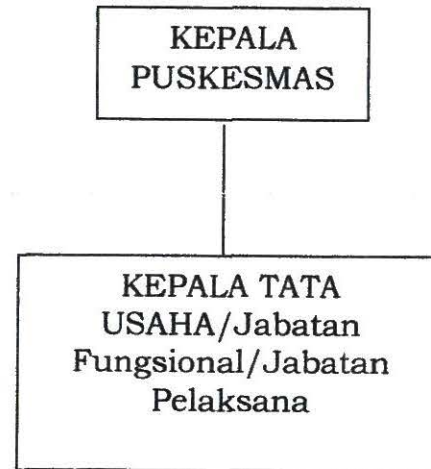 KEPALA
PUSKESMAS
KEPALA TATA
USAHA/Jabatan
Fungsional/Jabatan
Pelaksana